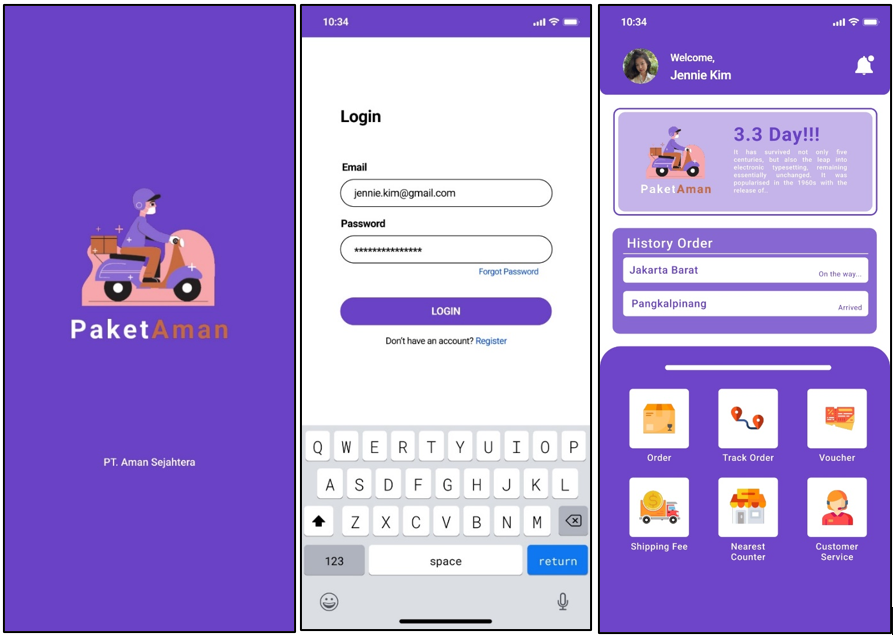 PaketAman
PT. Aman Sejahtera
10:34
Login
Email
jennie.kim@gmail.com
Password
***************
Forgot Password
LOGIN
Don't have an account? Register
Q W E R T Y U I O P
A S D F G H J K L
Z X C V B N M
123 space return
10:34
Welcome,
Jennie Kim
PaketAman
3.3 Day!!!
It has survived not only five
centuries, but also the leap into
electronic typesetting, remaining
essentially unchanged. It was
popularised in the 1960s with the
release of..
History Order
Jakarta Barat
On the way...
Pangkalpinang
Arrived
Order
Track Order
Voucher
Shipping Fee
Nearest
Counter
Customer
Service